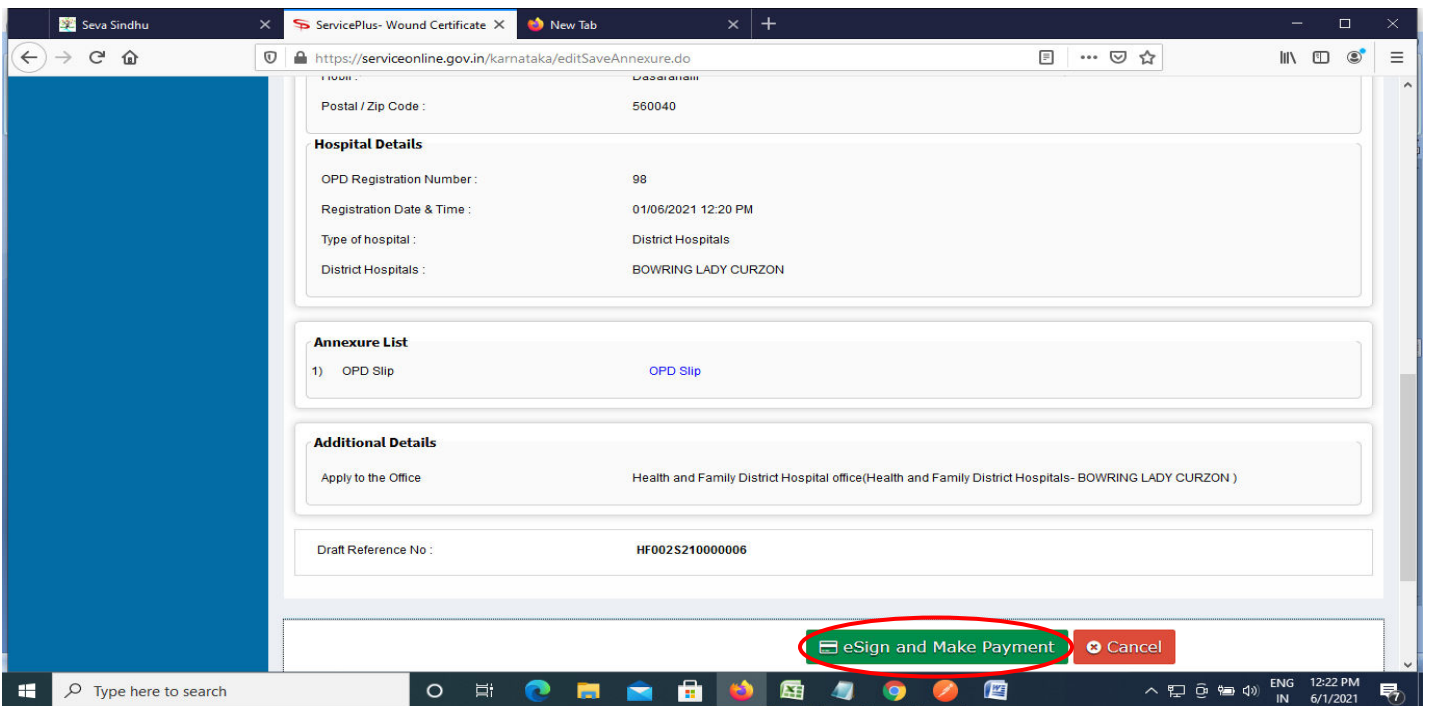 Seva Sindhu
ServicePlus- Wound Certificate
New Tab
https://serviceonline.gov.in/karnataka/editSaveAnnexure.do
Postal / Zip Code : 560040
Hospital Details
OPD Registration Number : 98
Registration Date & Time : 01/06/2021 12:20 PM
Type of hospital : District Hospitals
District Hospitals : BOWRING LADY CURZON
Annexure List
1) OPD Slip OPD Slip
Additional Details
Apply to the Office Health and Family District Hospital office(Health and Family District Hospitals- BOWRING LADY CURZON )
Draft Reference No : HF002S210000006
eSign and Make Payment Cancel
Type here to search
ENG 12:22 PM
IN 6/1/2021
7